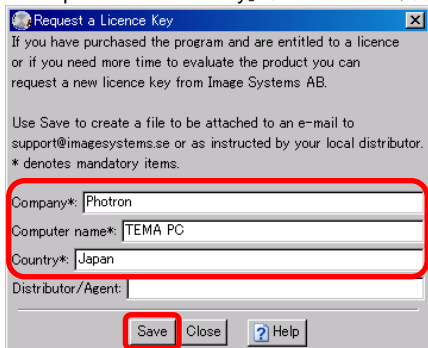 Request a Licence Key
If you have purchased the program and are entitled to a licence
or if you need more time to evaluate the product you can
request a new licence key from Image Systems AB.
Use Save to create a file to be attached to an e-mail to
support@imagesystems.se or as instructed by your local distributor.
* denotes mandatory items.
Company*: Photron
Computer name*: TEMA PC
Country*: Japan
Distributor/Agent:
Save Close ? Help